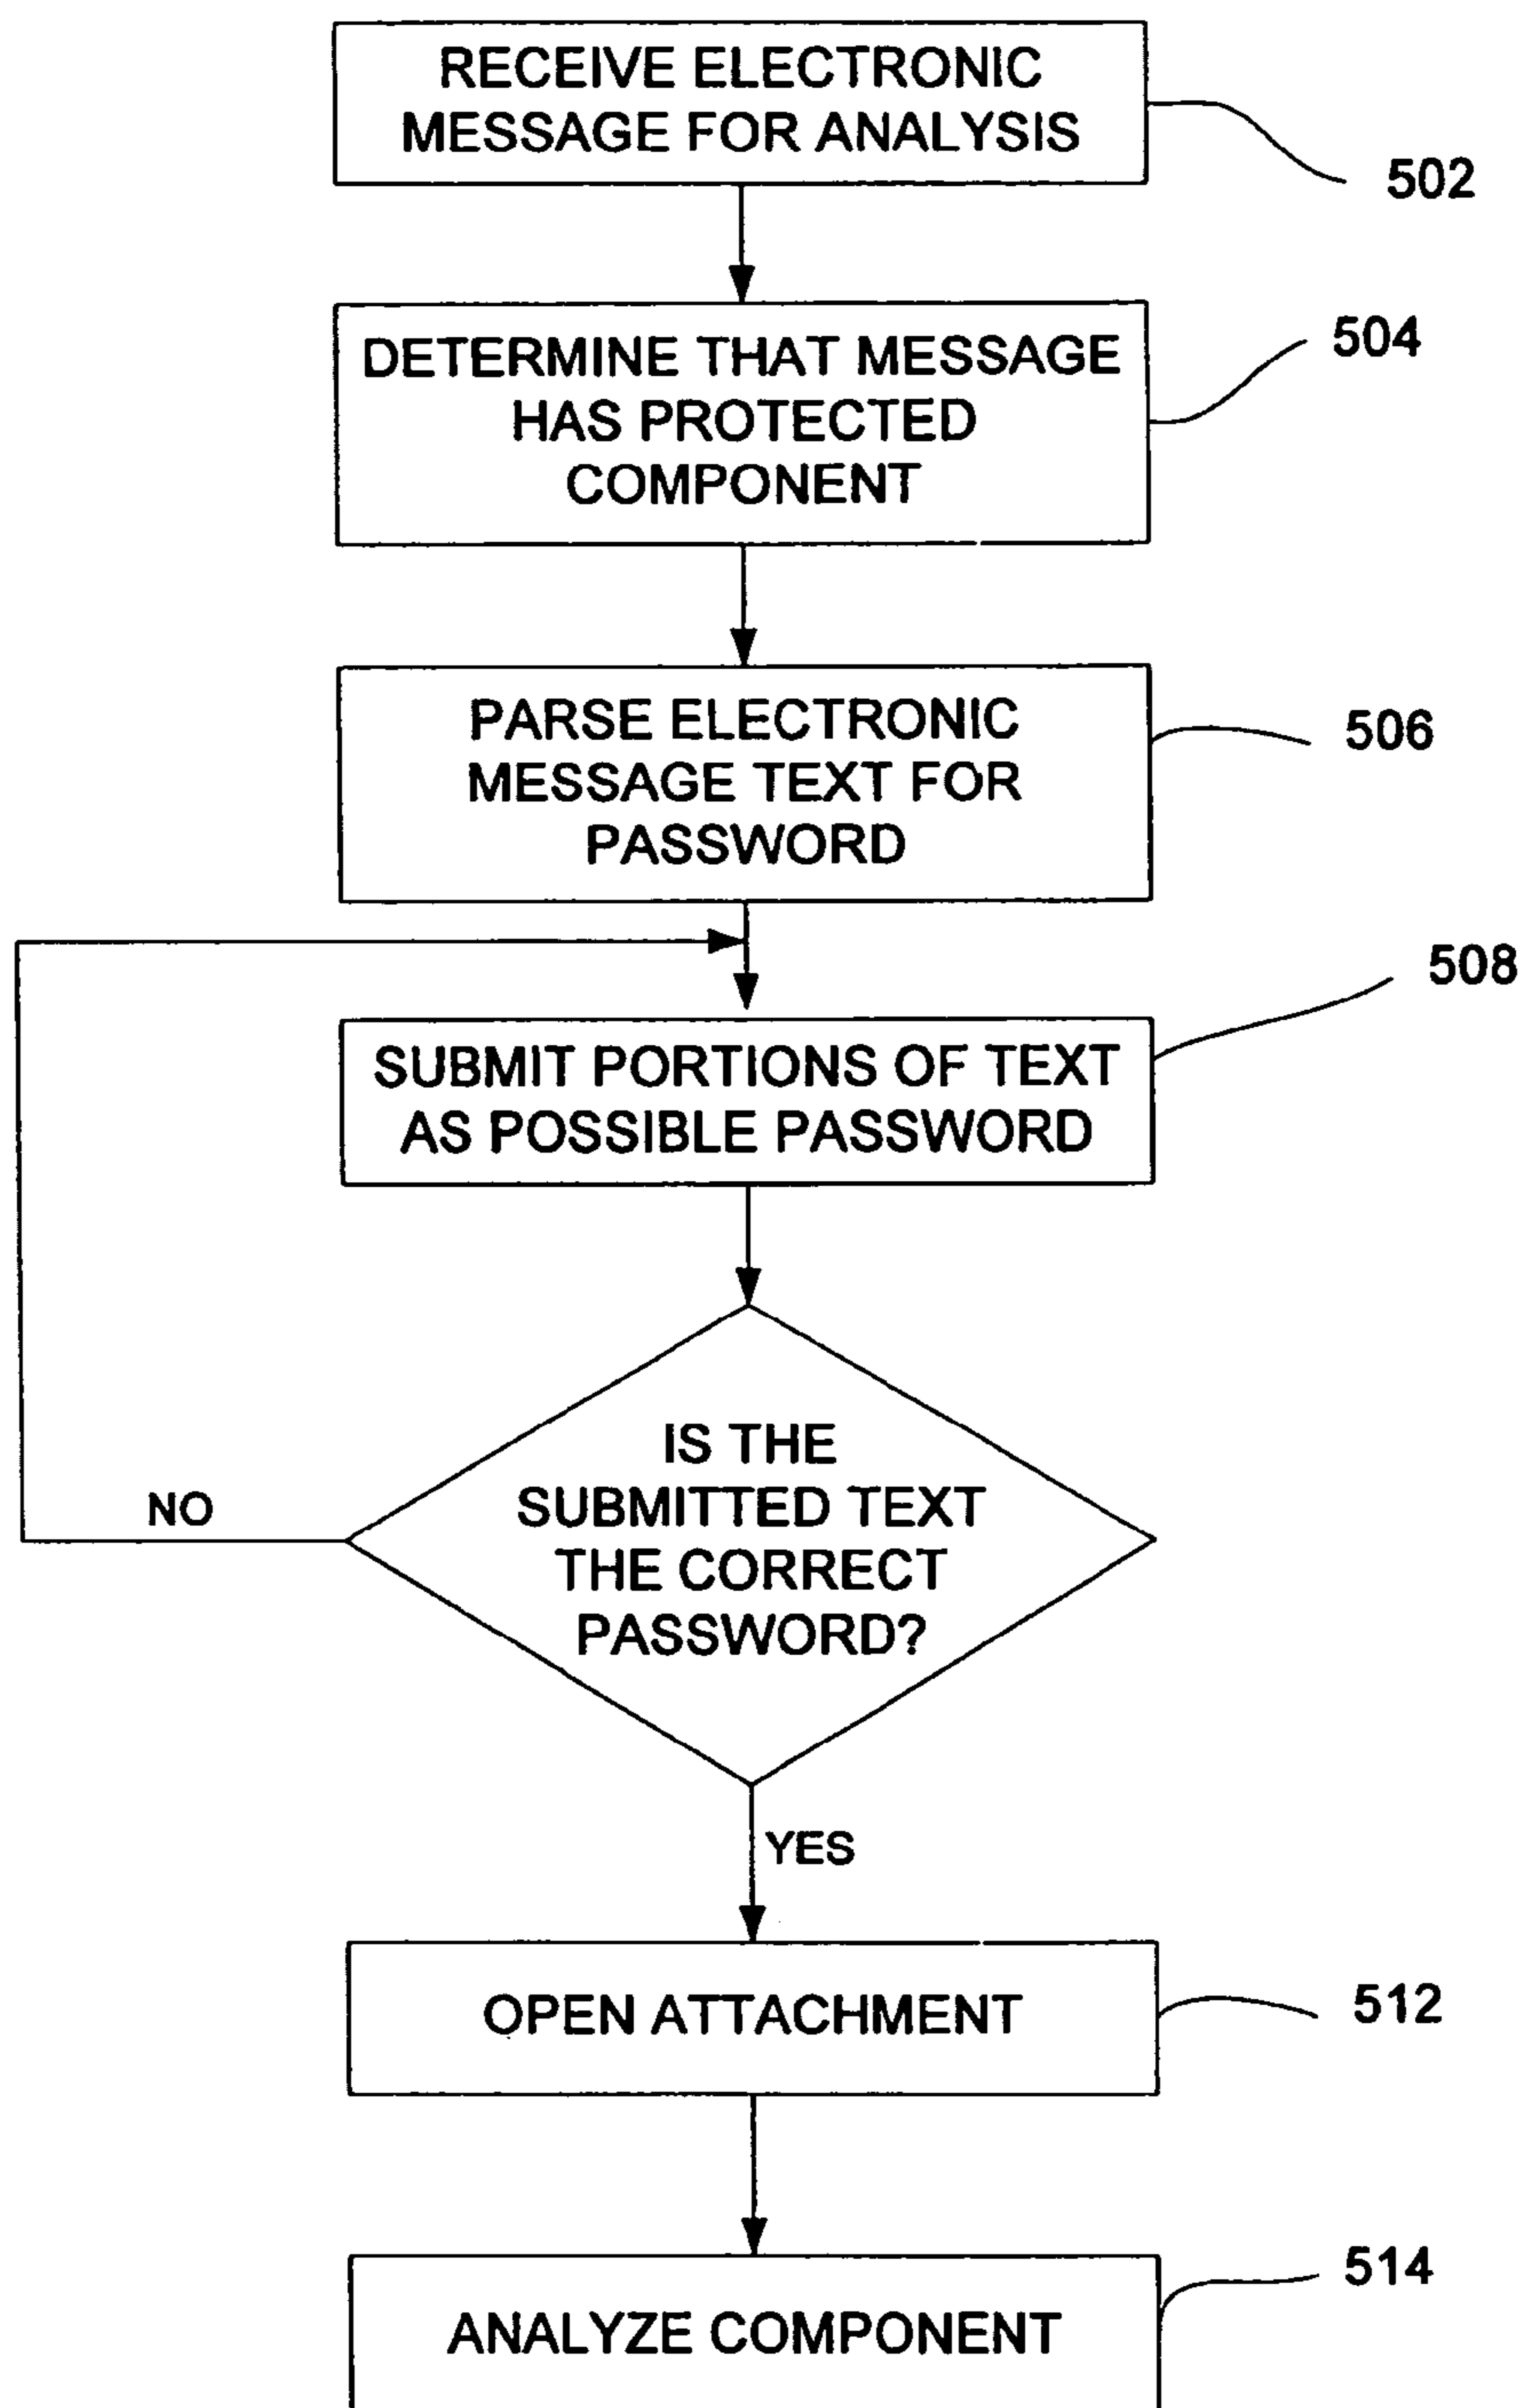 RECEIVE ELECTRONIC
MESSAGE FOR ANALYSIS
502
DETERMINE THAT MESSAGE
HAS PROTECTED
COMPONENT
504
PARSE ELECTRONIC
MESSAGE TEXT FOR
PASSWORD
506
SUBMIT PORTIONS OF TEXT
AS POSSIBLE PASSWORD
508
IS THE
SUBMITTED TEXT
THE CORRECT
PASSWORD?
NO
YES
OPEN ATTACHMENT
512
ANALYZE COMPONENT
514